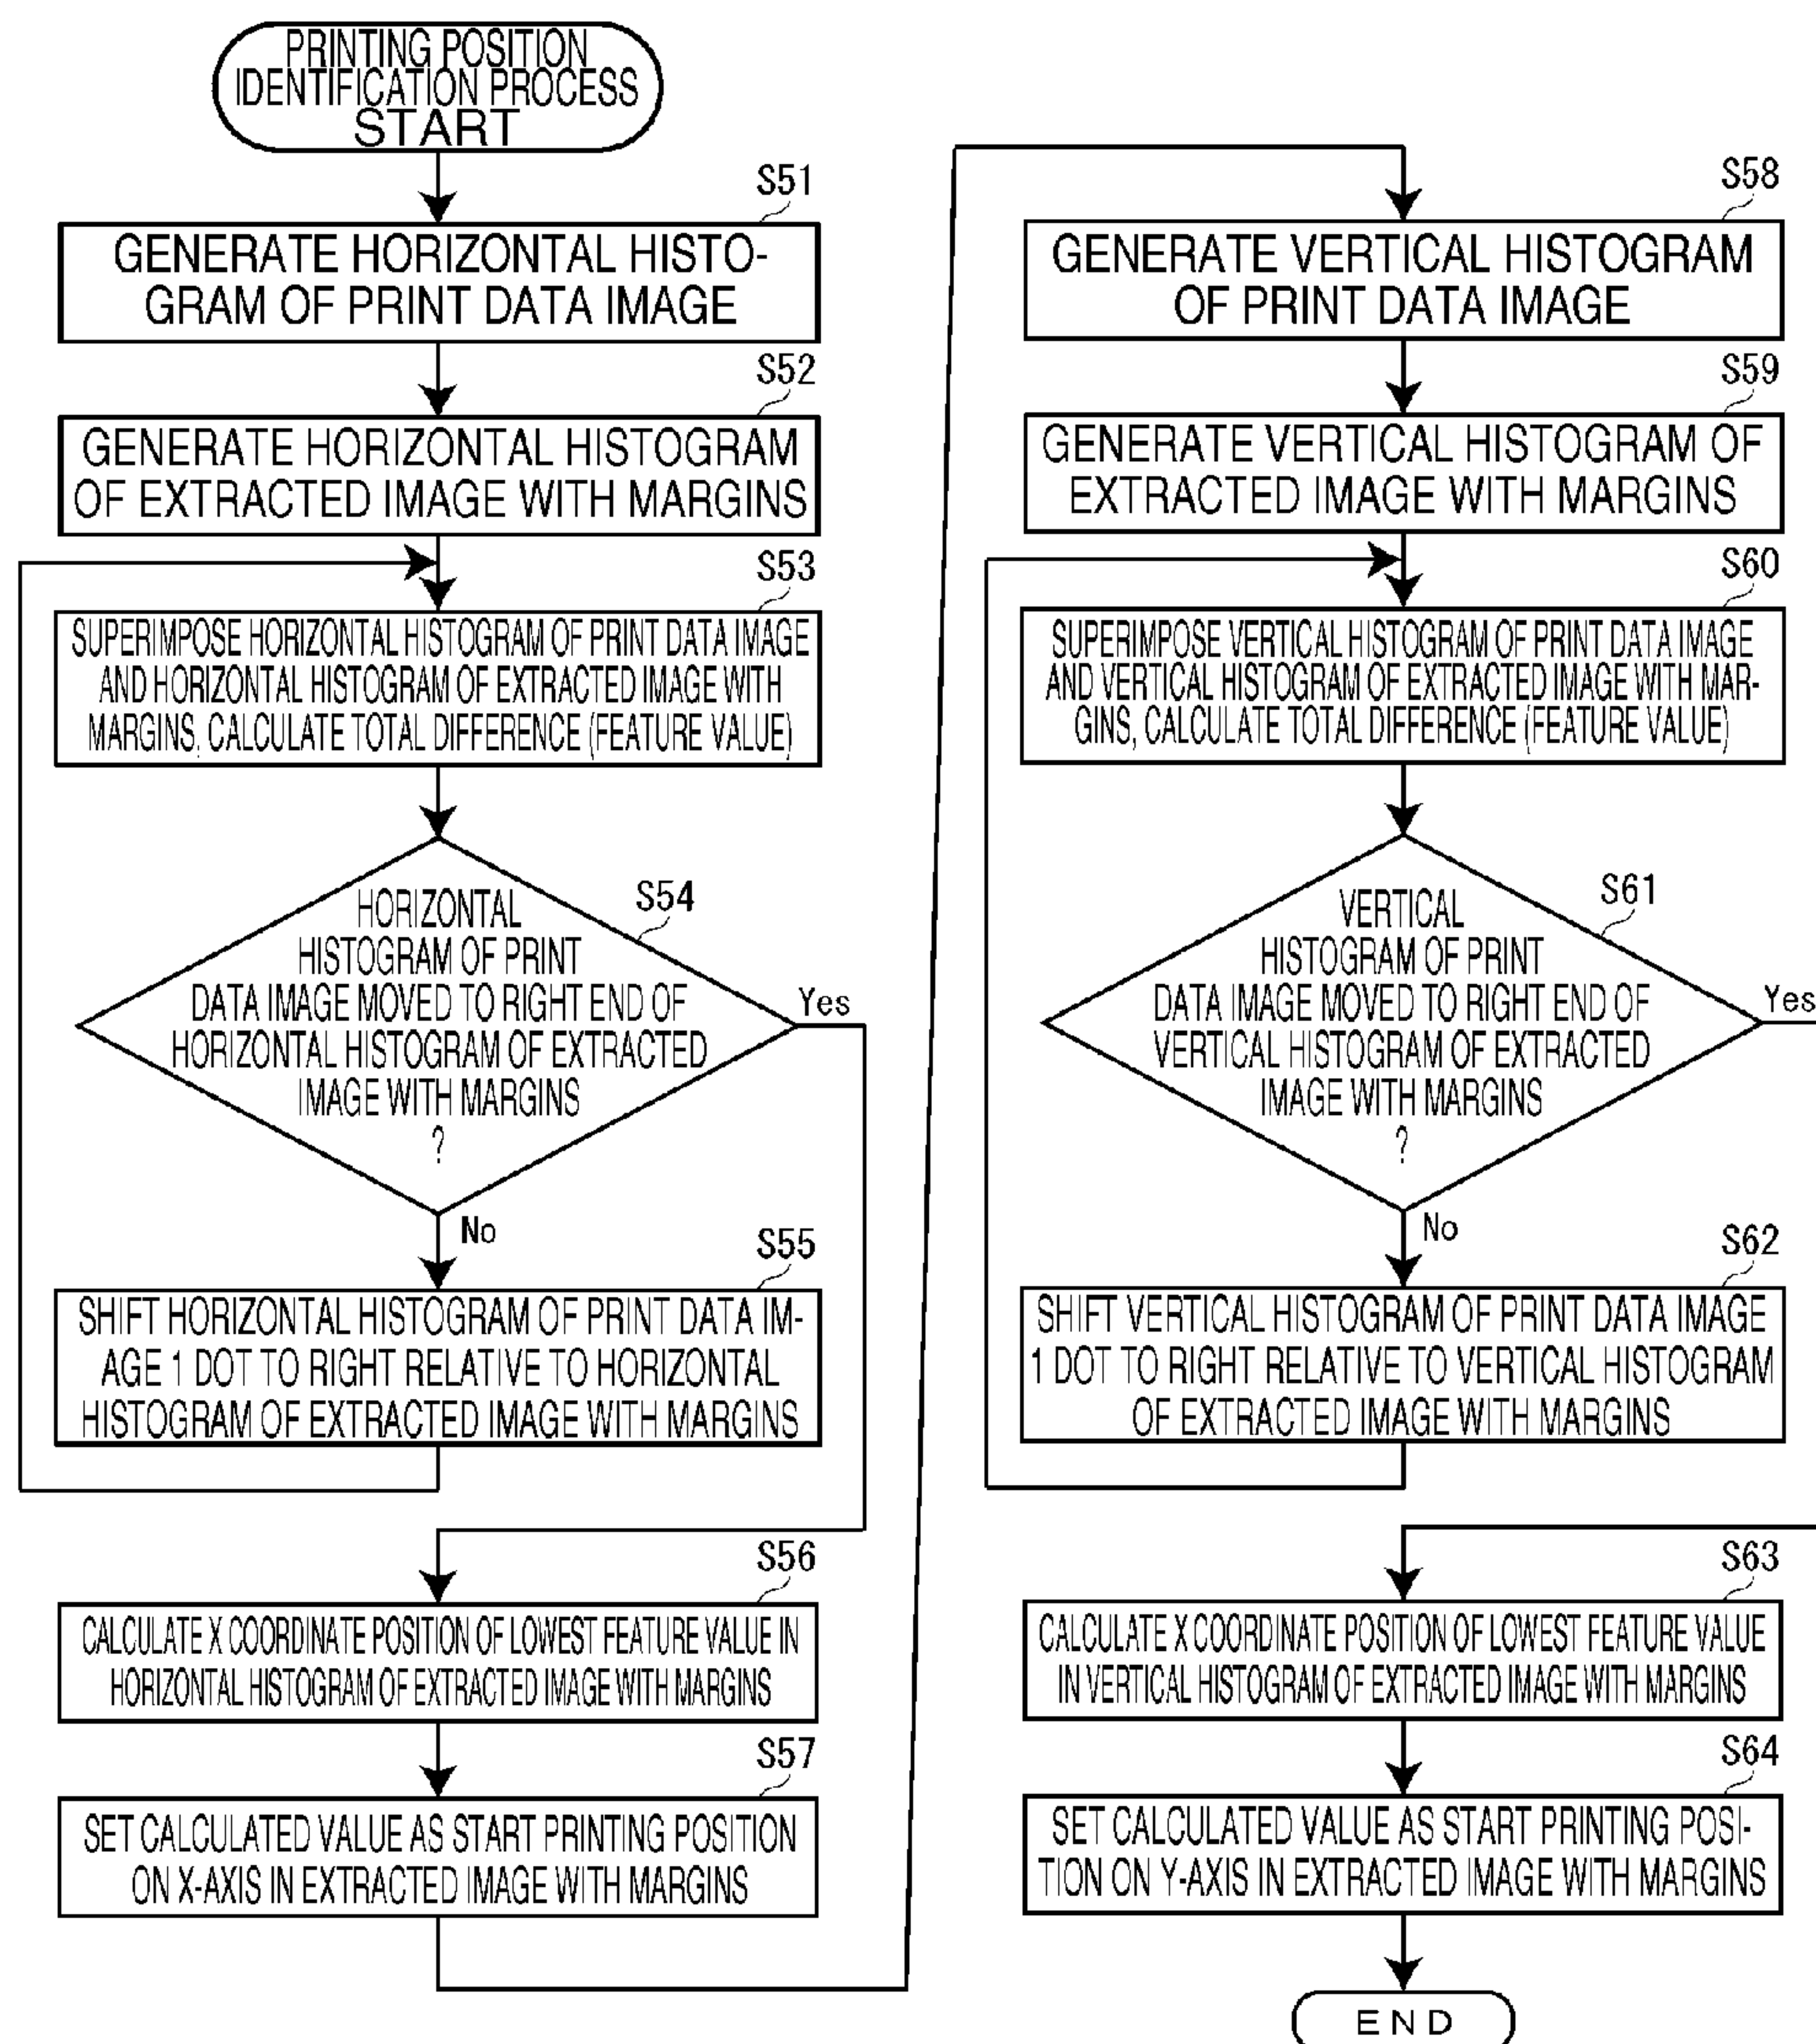 PRINTING POSITION
IDENTIFICATION PROCESS
START
S51
GENERATE HORIZONTAL HISTO-
GRAM OF PRINT DATA IMAGE
S52
GENERATE HORIZONTAL HISTOGRAM
OF EXTRACTED IMAGE WITH MARGINS
S53
SUPERIMPOSE HORIZONTAL HISTOGRAM OF PRINT DATA IMAGE
AND HORIZONTAL HISTOGRAM OF EXTRACTED IMAGE WITH
MARGINS, CALCULATE TOTAL DIFFERENCE (FEATURE VALUE)
S54
HORIZONTAL
HISTOGRAM OF PRINT
DATA IMAGE MOVED TO RIGHT END OF
HORIZONTAL HISTOGRAM OF EXTRACTED
IMAGE WITH MARGINS
?
Yes
No
S55
SHIFT HORIZONTAL HISTOGRAM OF PRINT DATA IM-
AGE 1 DOT TO RIGHT RELATIVE TO HORIZONTAL
HISTOGRAM OF EXTRACTED IMAGE WITH MARGINS
S56
CALCULATE X COORDINATE POSITION OF LOWEST FEATURE VALUE IN
HORIZONTAL HISTOGRAM OF EXTRACTED IMAGE WITH MARGINS
S57
SET CALCULATED VALUE AS START PRINTING POSITION
ON X-AXIS IN EXTRACTED IMAGE WITH MARGINS
S58
GENERATE VERTICAL HISTOGRAM
OF PRINT DATA IMAGE
S59
GENERATE VERTICAL HISTOGRAM OF
EXTRACTED IMAGE WITH MARGINS
S60
SUPERIMPOSE VERTICAL HISTOGRAM OF PRINT DATA IMAGE
AND VERTICAL HISTOGRAM OF EXTRACTED IMAGE WITH MAR-
GINS, CALCULATE TOTAL DIFFERENCE (FEATURE VALUE)
S61
VERTICAL
HISTOGRAM OF PRINT
DATA IMAGE MOVED TO RIGHT END OF
VERTICAL HISTOGRAM OF EXTRACTED
IMAGE WITH MARGINS
?
Yes
No
S62
SHIFT VERTICAL HISTOGRAM OF PRINT DATA IMAGE
1 DOT TO RIGHT RELATIVE TO VERTICAL HISTOGRAM
OF EXTRACTED IMAGE WITH MARGINS
S63
CALCULATE X COORDINATE POSITION OF LOWEST FEATURE VALUE
IN VERTICAL HISTOGRAM OF EXTRACTED IMAGE WITH MARGINS
S64
SET CALCULATED VALUE AS START PRINTING POSI-
TION ON Y-AXIS IN EXTRACTED IMAGE WITH MARGINS
END